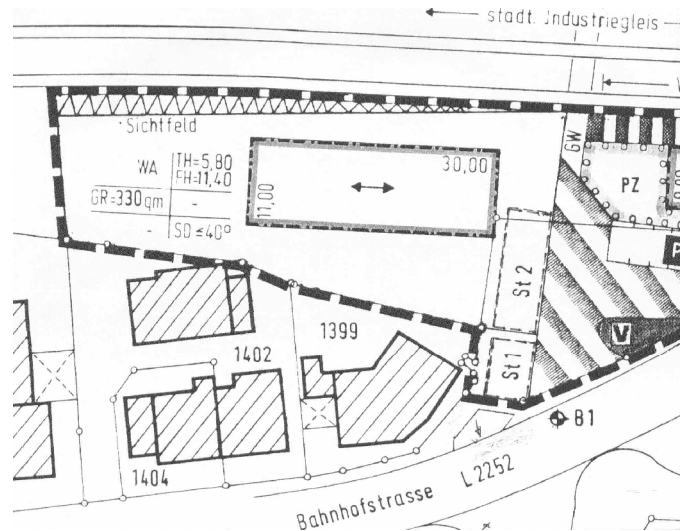 städt. Industriegleis
Sichtfeld
WA
TH=5,80
FH=11,40
GR=330qm
-
-
SD≤40°
30,00
11,00
GW
PZ
P
St 2
St 1
V
1399
1402
1404
B1
Bahnhofstrasse L 2252